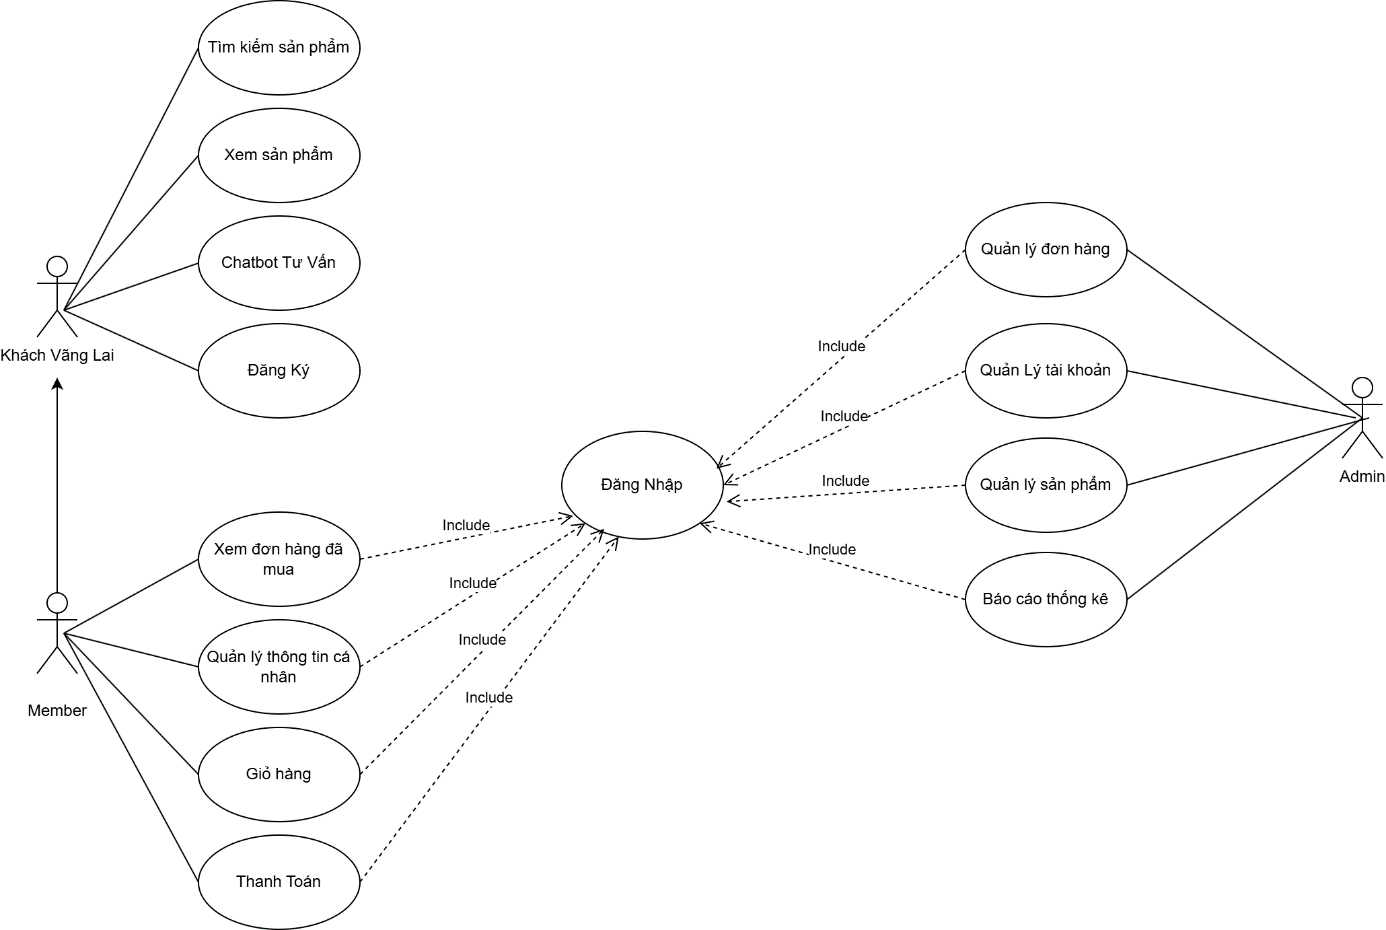 Tìm kiếm sản phẩm
Xem sản phẩm
Chatbot Tư Vấn
Đăng Ký
Khách Vãng Lai
Quản lý đơn hàng
Include
Quản Lý tài khoản
Include
Quản lý sản phẩm
Include
Admin
Đăng Nhập
Báo cáo thống kê
Include
Xem đơn hàng đã
mua
Include
Quản lý thông tin cá
nhân
Include
Member
Giỏ hàng
Include
Thanh Toán
Include